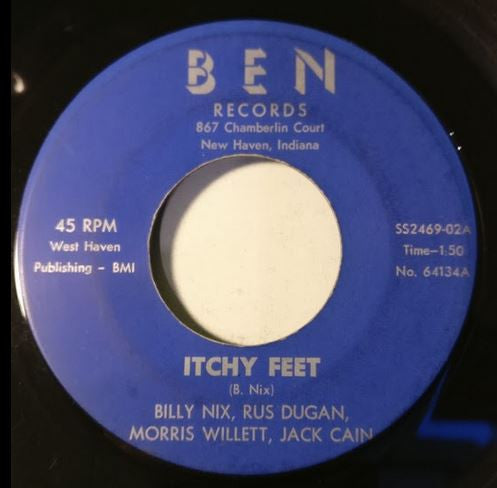 BEN
RECORDS
867 Chamberlin Court
New Haven, Indiana
45 RPM
West Haven
Publishing - BMI
SS2469-02A
Time-1:50
No. 64134A
ITCHY FEET
(B. Nix)
BILLY NIX, RUS DUGAN,
MORRIS WILLETT, JACK CAIN